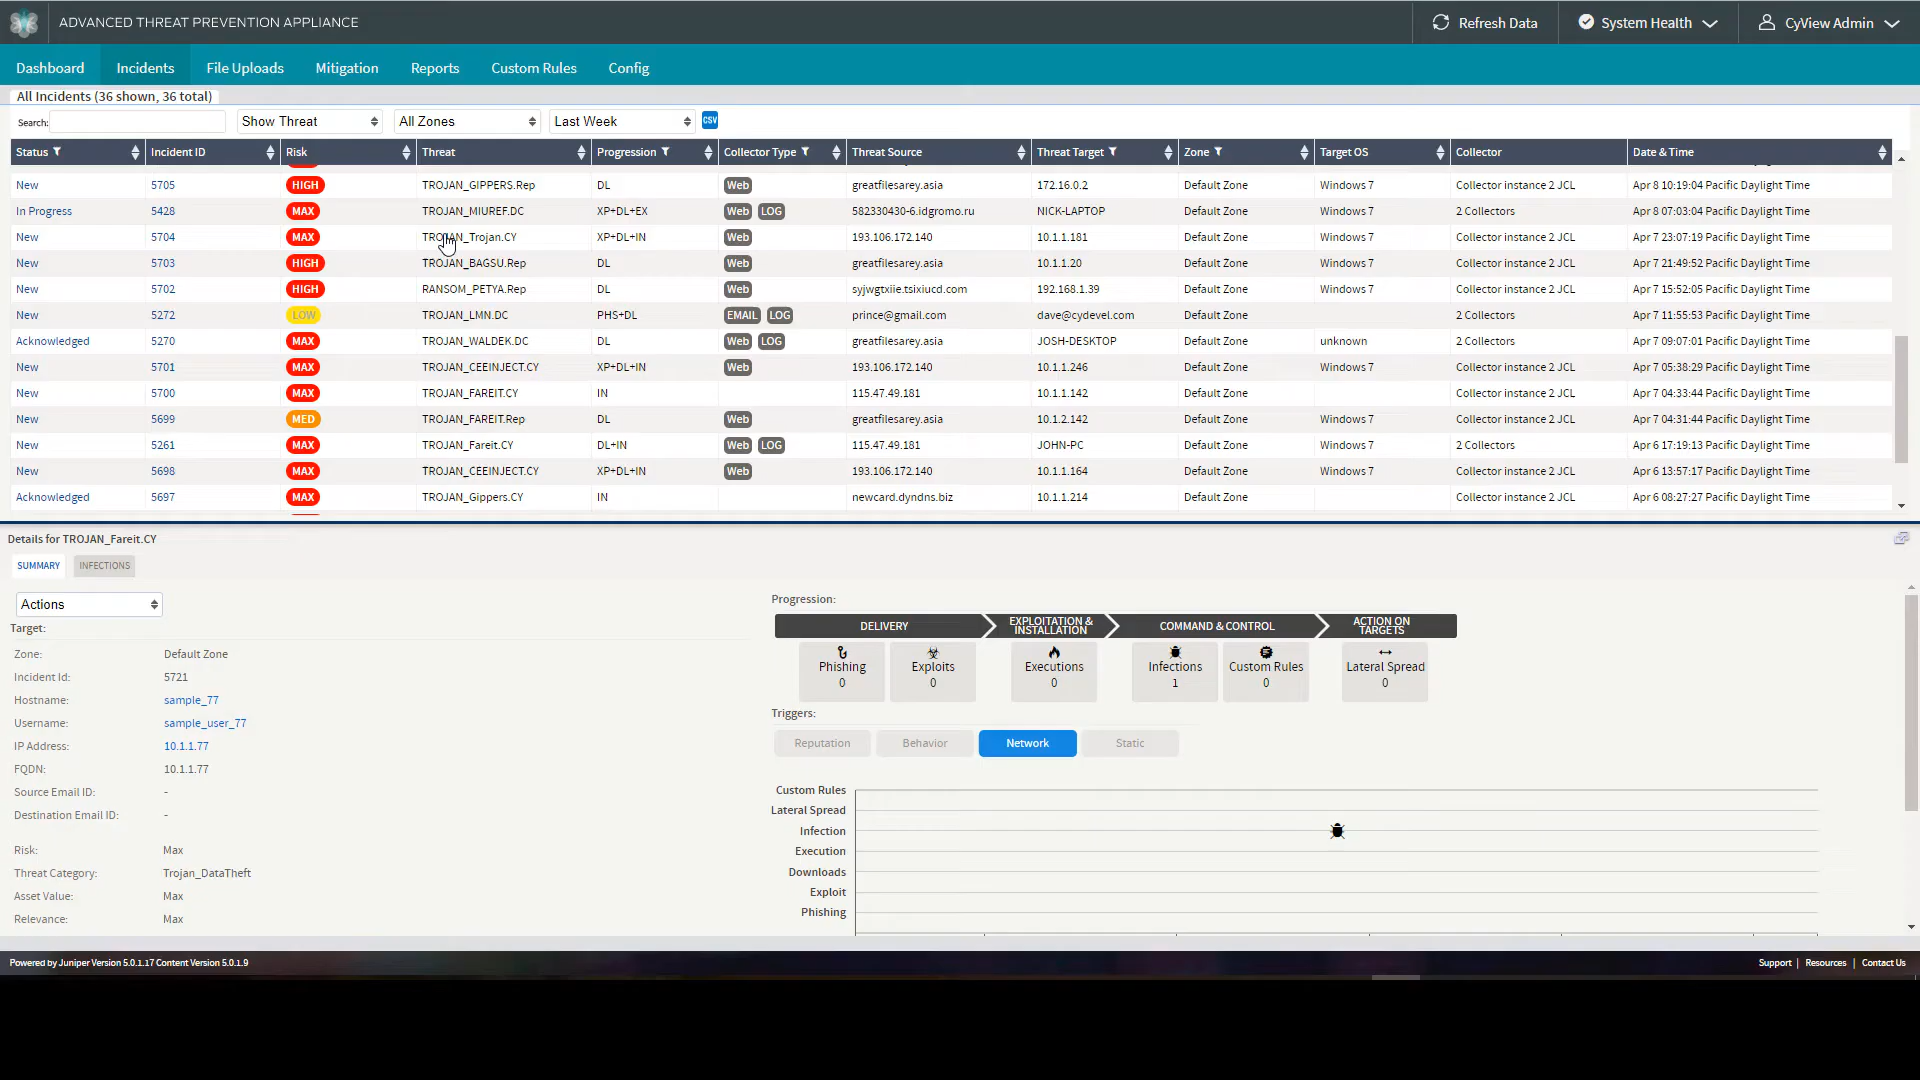 ADVANCED THREAT PREVENTION APPLIANCE Refresh Data System Health CyView Admin
Dashboard Incidents File Uploads Mitigation Reports Custom Rules Config
All Incidents (36 shown, 36 total)
Search: Show Threat All Zones Last Week CSV
Status Incident ID Risk Threat Progression Collector Type Threat Source Threat Target Zone Target OS Collector Date & Time
New 5705 HIGH TROJAN_GIPPERS.Rep DL Web greatfilesarey.asia 172.16.0.2 Default Zone Windows 7 Collector instance 2 JCL Apr 8 10:19:04 Pacific Daylight Time
In Progress 5428 MAX TROJAN_MIUREF.DC XP+DL+EX Web LOG 582330430-6.idgromo.ru NICK-LAPTOP Default Zone Windows 7 2 Collectors Apr 8 07:03:04 Pacific Daylight Time
New 5704 MAX TROJAN_Trojan.CY XP+DL+IN Web 193.106.172.140 10.1.1.181 Default Zone Windows 7 Collector instance 2 JCL Apr 7 23:07:19 Pacific Daylight Time
New 5703 HIGH TROJAN_BAGSU.Rep DL Web greatfilesarey.asia 10.1.1.20 Default Zone Windows 7 Collector instance 2 JCL Apr 7 21:49:52 Pacific Daylight Time
New 5702 HIGH RANSOM_PETYA.Rep DL Web syjwgtxiie.tsixiucd.com 192.168.1.39 Default Zone Windows 7 Collector instance 2 JCL Apr 7 15:52:05 Pacific Daylight Time
New 5272 LOW TROJAN_LMN.DC PHS+DL EMAIL LOG prince@gmail.com dave@cydevel.com Default Zone 2 Collectors Apr 7 11:55:53 Pacific Daylight Time
Acknowledged 5270 MAX TROJAN_WALDEK.DC DL Web LOG greatfilesarey.asia JOSH-DESKTOP Default Zone unknown 2 Collectors Apr 7 09:07:01 Pacific Daylight Time
New 5701 MAX TROJAN_CEEINJECT.CY XP+DL+IN Web 193.106.172.140 10.1.1.246 Default Zone Windows 7 Collector instance 2 JCL Apr 7 05:38:29 Pacific Daylight Time
New 5700 MAX TROJAN_FAREIT.CY IN 115.47.49.181 10.1.1.142 Default Zone Collector instance 2 JCL Apr 7 04:33:44 Pacific Daylight Time
New 5699 MED TROJAN_FAREIT.Rep DL Web greatfilesarey.asia 10.1.2.142 Default Zone Windows 7 Collector instance 2 JCL Apr 7 04:31:44 Pacific Daylight Time
New 5261 MAX TROJAN_Fareit.CY DL+IN Web LOG 115.47.49.181 JOHN-PC Default Zone Windows 7 2 Collectors Apr 6 17:19:13 Pacific Daylight Time
New 5698 MAX TROJAN_CEEINJECT.CY XP+DL+IN Web 193.106.172.140 10.1.1.164 Default Zone Windows 7 Collector instance 2 JCL Apr 6 13:57:17 Pacific Daylight Time
Acknowledged 5697 MAX TROJAN_Gippers.CY IN newcard.dyndns.biz 10.1.1.214 Default Zone Collector instance 2 JCL Apr 6 08:27:27 Pacific Daylight Time
Details for TROJAN_Fareit.CY
SUMMARY INFECTIONS
Actions
Target:
Zone: Default Zone
Incident Id: 5721
Hostname: sample_77
Username: sample_user_77
IP Address: 10.1.1.77
FQDN: 10.1.1.77
Source Email ID: -
Destination Email ID: -
Risk: Max
Threat Category: Trojan_DataTheft
Asset Value: Max
Relevance: Max
Progression:
DELIVERY EXPLOITATION & INSTALLATION COMMAND & CONTROL ACTION ON TARGETS
Phishing Exploits Executions Infections Custom Rules Lateral Spread
0 0 0 1 0 0
Triggers:
Reputation Behavior Network Static
Custom Rules
Lateral Spread
Infection
Execution
Downloads
Exploit
Phishing
Powered by Juniper Version 5.0.1.17 Content Version 5.0.1.9 Support | Resources | Contact Us